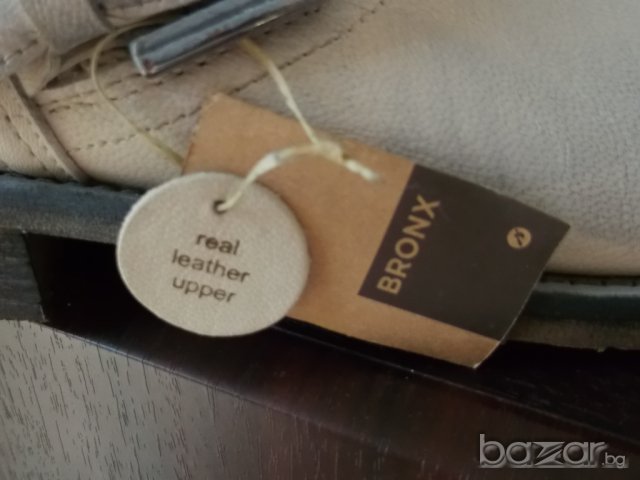 real
leather
upper
BRONX
bazar.bg